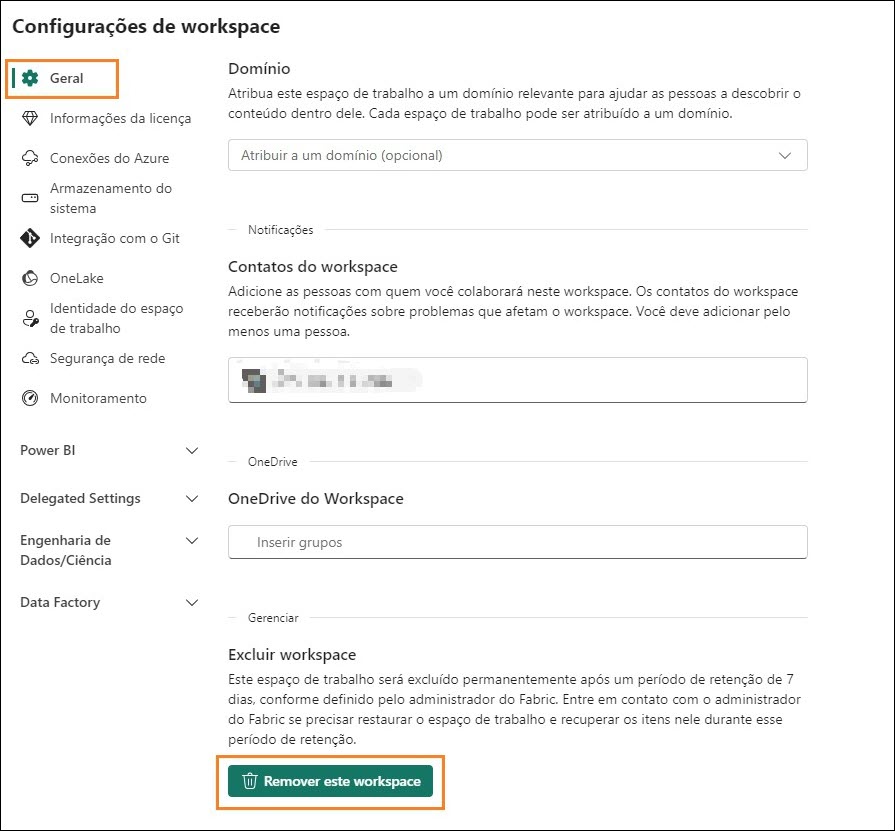 Configurações de workspace
Geral
Informações da licença
Conexões do Azure
Armazenamento do
sistema
Integração com o Git
OneLake
Identidade do espaço
de trabalho
Segurança de rede
Monitoramento
Power BI
Delegated Settings
Engenharia de
Dados/Ciência
Data Factory
Domínio
Atribua este espaço de trabalho a um domínio relevante para ajudar as pessoas a descobrir o
conteúdo dentro dele. Cada espaço de trabalho pode ser atribuído a um domínio.
Atribuir a um domínio (opcional)
Notificações
Contatos do workspace
Adicione as pessoas com quem você colaborará neste workspace. Os contatos do workspace
receberão notificações sobre problemas que afetam o workspace. Você deve adicionar pelo
menos uma pessoa.
OneDrive
OneDrive do Workspace
Inserir grupos
Gerenciar
Excluir workspace
Este espaço de trabalho será excluído permanentemente após um período de retenção de 7
dias, conforme definido pelo administrador do Fabric. Entre em contato com o administrador
do Fabric se precisar restaurar o espaço de trabalho e recuperar os itens nele durante esse
período de retenção.
Remover este workspace